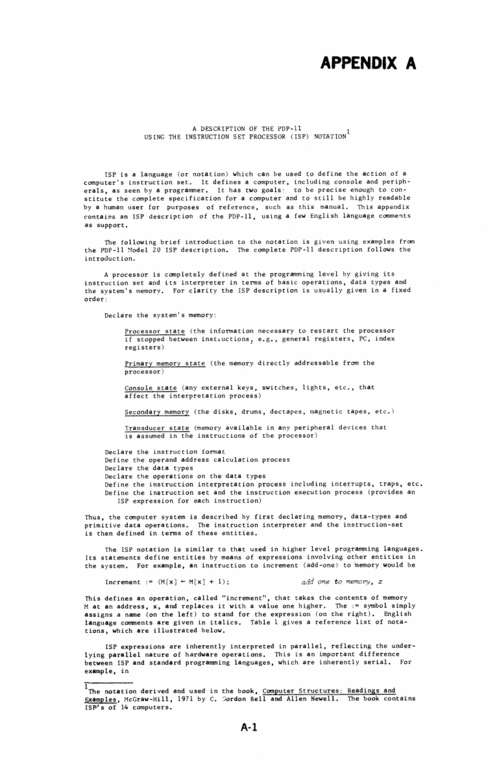 APPENDIX A
A DESCRIPTION OF THE PDP-11
USING THE INSTRUCTION SET PROCESSOR (ISP) NOTATION1
ISP is a language (or notation) which can be used to define the action of a
computer's instruction set. It defines a computer, including console and periph-
erals, as seen by a programmer. It has two goals: to be precise enough to con-
stitute the complete specification for a computer and to still be highly readable
by a human user for purposes of reference, such as this manual. This appendix
contains an ISP description of the PDP-11, using a few English language comments
as support.
The following brief introduction to the notation is given using examples from
the PDP-11 Model 20 ISP description. The complete PDP-11 description follows the
introduction.
A processor is completely defined at the programming level by giving its
instruction set and its interpreter in terms of basic operations, data types and
the system's memory. For clarity the ISP description is usually given in a fixed
order:
Declare the system's memory:
Processor state (the information necessary to restart the processor
if stopped between instructions, e.g., general registers, PC, index
registers)
Primary memory state (the memory directly addressable from the
processor)
Console state (any external keys, switches, lights, etc., that
affect the interpretation process)
Secondary memory (the disks, drums, dectapes, magnetic tapes, etc.)
Transducer state (memory available in any peripheral devices that
is assumed in the instructions of the processor)
Declare the instruction format
Define the operand address calculation process
Declare the data types
Declare the operations on the data types
Define the instruction interpretation process including interrupts, traps, etc.
Define the instruction set and the instruction execution process (provides an
ISP expression for each instruction)
Thus, the computer system is described by first declaring memory, data-types and
primitive data operations. The instruction interpreter and the instruction-set
is then defined in terms of these entities.
The ISP notation is similar to that used in higher level programming languages.
Its statements define entities by means of expressions involving other entities in
the system. For example, an instruction to increment (add-one) to memory would be
Increment := (M[x] ← M[x] + 1); add one to memory, x
This defines an operation, called "increment", that takes the contents of memory
M at an address, x, and replaces it with a value one higher. The := symbol simply
assigns a name (on the left) to stand for the expression (on the right). English
language comments are given in italics. Table 1 gives a reference list of nota-
tions, which are illustrated below.
ISP expressions are inherently interpreted in parallel, reflecting the under-
lying parallel nature of hardware operations. This is an important difference
between ISP and standard programming languages, which are inherently serial. For
example, in
1The notation derived and used in the book, Computer Structures: Readings and
Examples, McGraw-Hill, 1971 by C. Gordon Bell and Allen Newell. The book contains
ISP's of 14 computers.
A-1